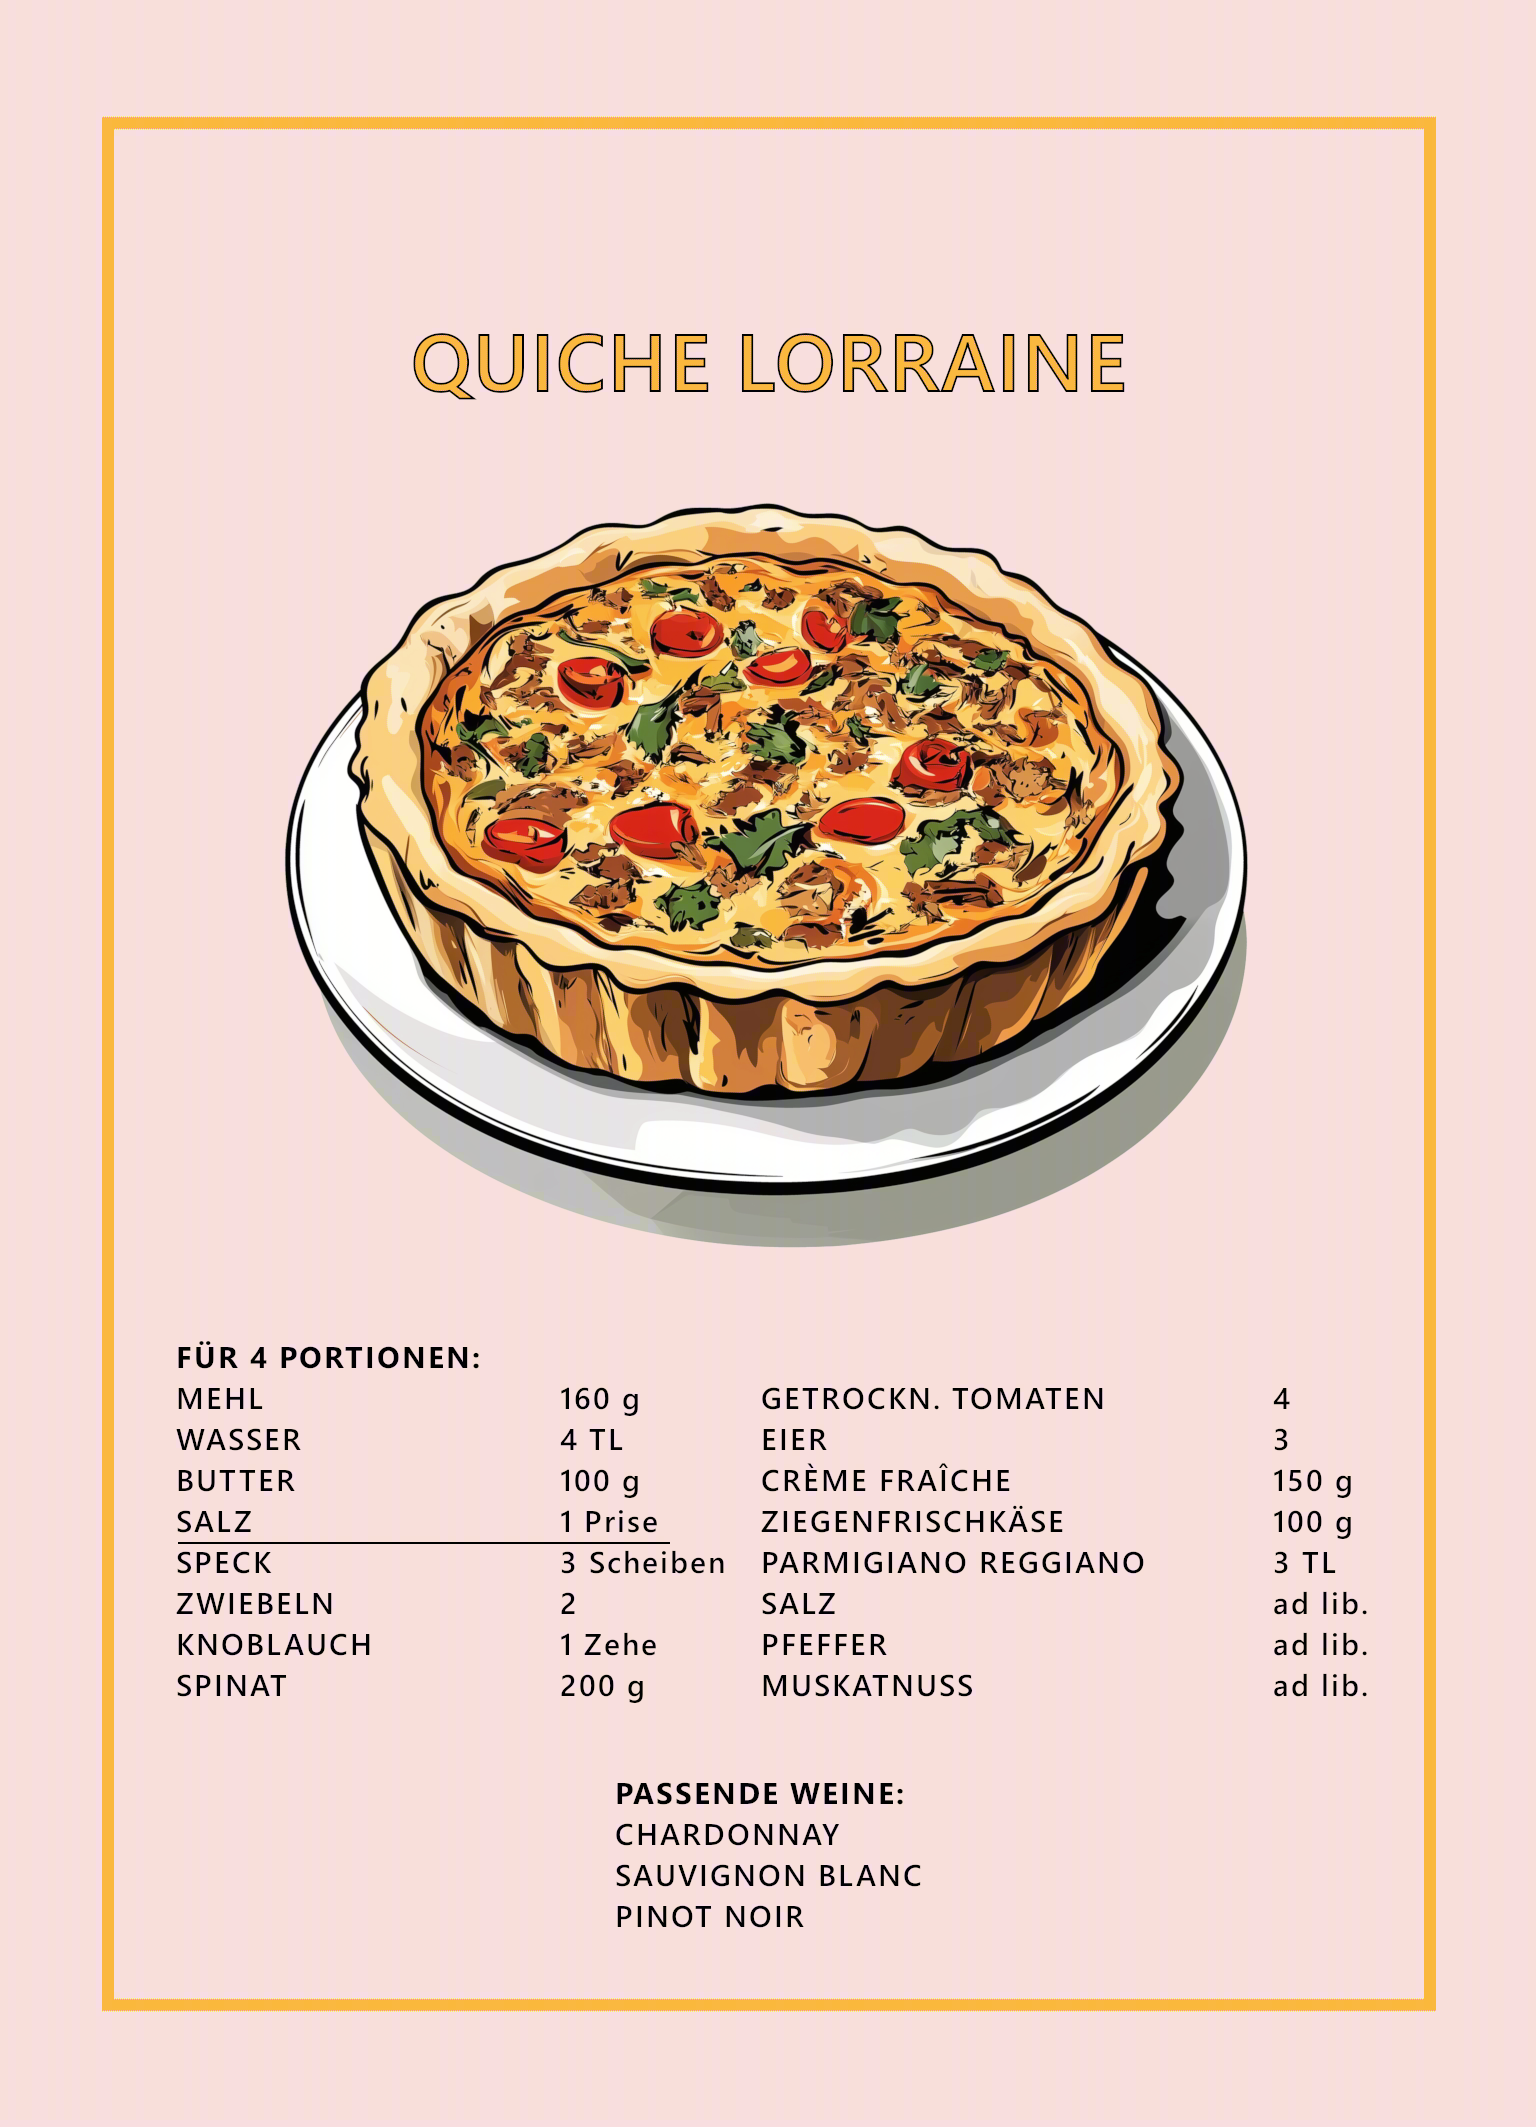 QUICHE LORRAINE
FÜR 4 PORTIONEN:
MEHL 160 g
WASSER 4 TL
BUTTER 100 g
SALZ 1 Prise
SPECK 3 Scheiben
ZWIEBELN 2
KNOBLAUCH 1 Zehe
SPINAT 200 g
GETROCKN. TOMATEN 4
EIER 3
CRÈME FRAÎCHE 150 g
ZIEGENFRISCHKÄSE 100 g
PARMIGIANO REGGIANO 3 TL
SALZ ad lib.
PFEFFER ad lib.
MUSKATNUSS ad lib.
PASSENDE WEINE:
CHARDONNAY
SAUVIGNON BLANC
PINOT NOIR